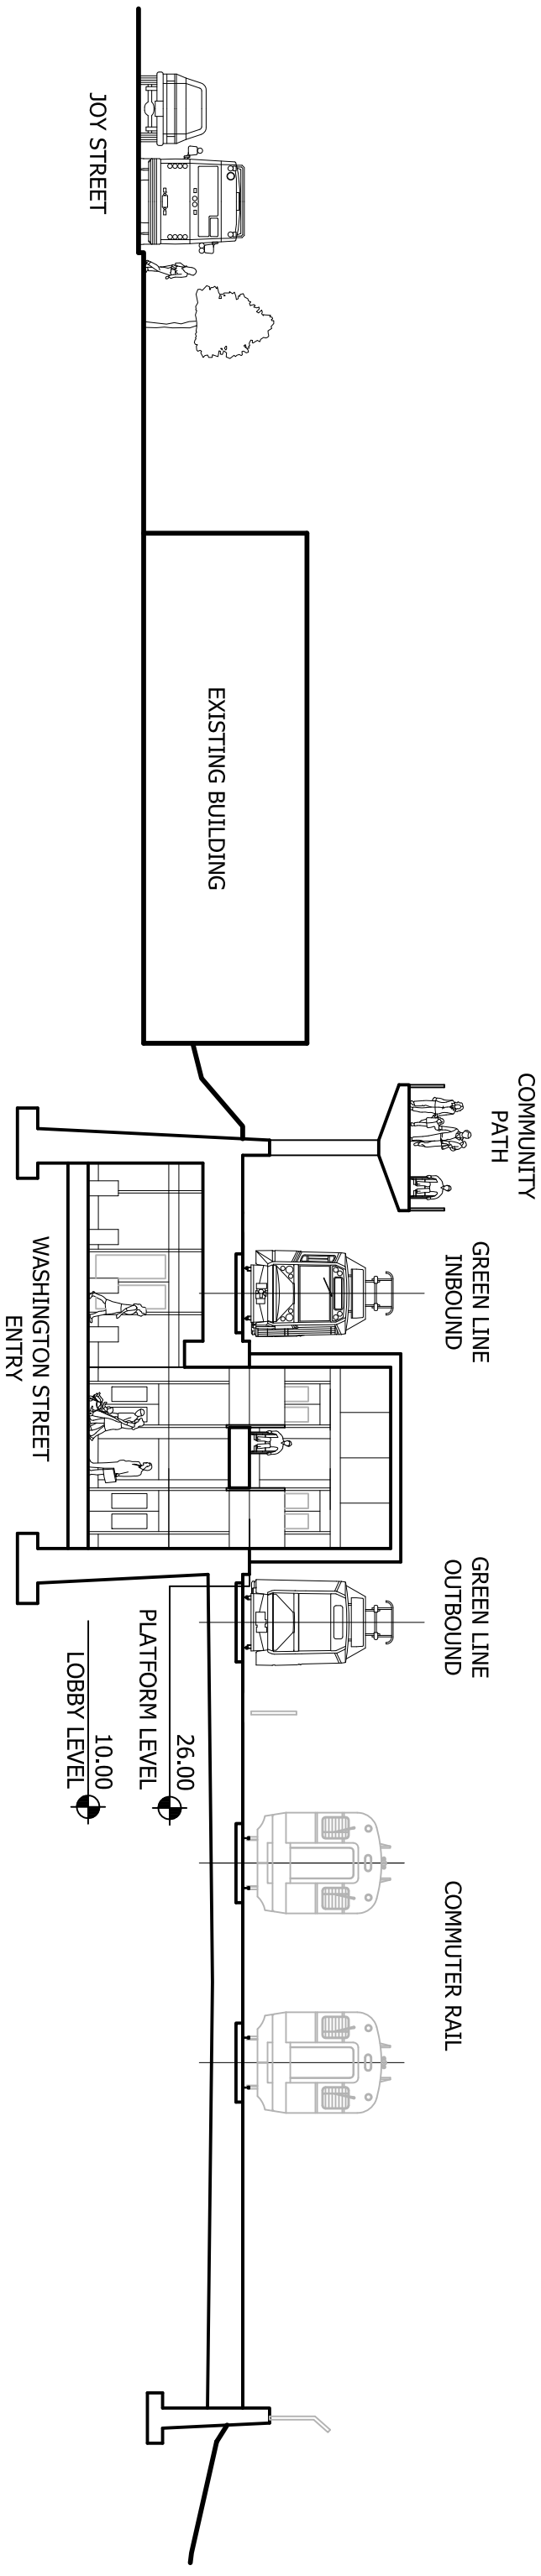 JOY STREET
EXISTING BUILDING
COMMUNITY
PATH
GREEN LINE
INBOUND
WASHINGTON STREET
ENTRY
GREEN LINE
OUTBOUND
26.00
PLATFORM LEVEL
10.00
LOBBY LEVEL
COMMUTER RAIL